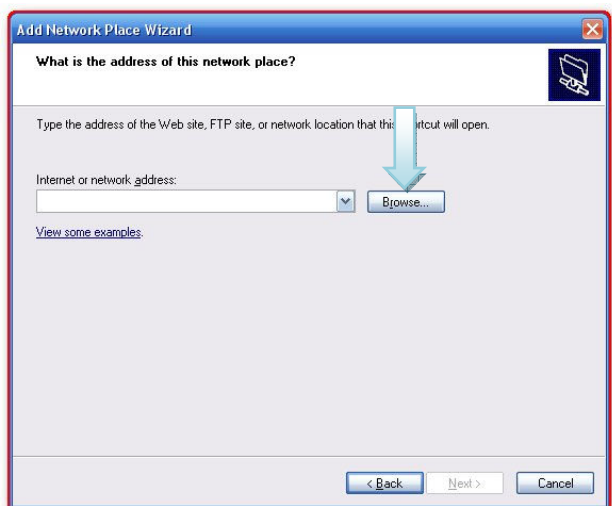 Add Network Place Wizard
What is the address of this network place?
Type the address of the Web site, FTP site, or network location that this shortcut will open.
Internet or network address:
Browse...
View some examples.
< Back
Next >
Cancel